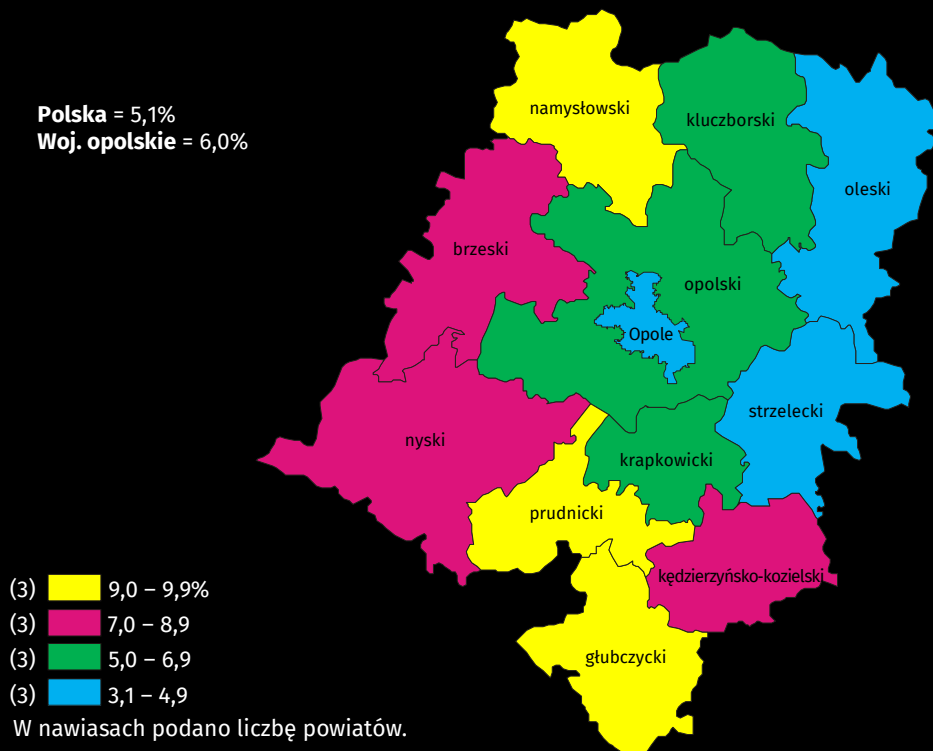 Polska = 5,1%
Woj. opolskie = 6,0%
namysłowski
kluczborski
oleski
brzeski
opolski
Opole
strzelecki
nyski
krapkowicki
prudnicki
kędzierzyńsko-kozielski
głubczycki
(3) 9,0 – 9,9%
(3) 7,0 – 8,9
(3) 5,0 – 6,9
(3) 3,1 – 4,9
W nawiasach podano liczbę powiatów.